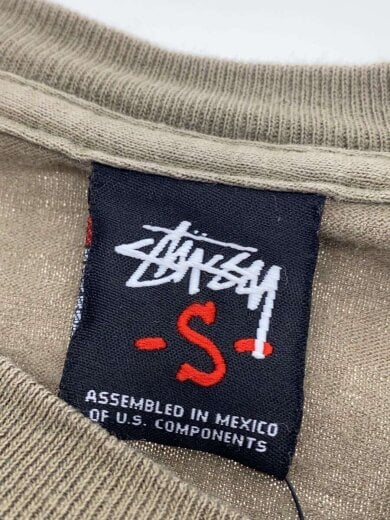 STÜSSY
-S-
ASSEMBLED IN MEXICO
OF U.S. COMPONENTS